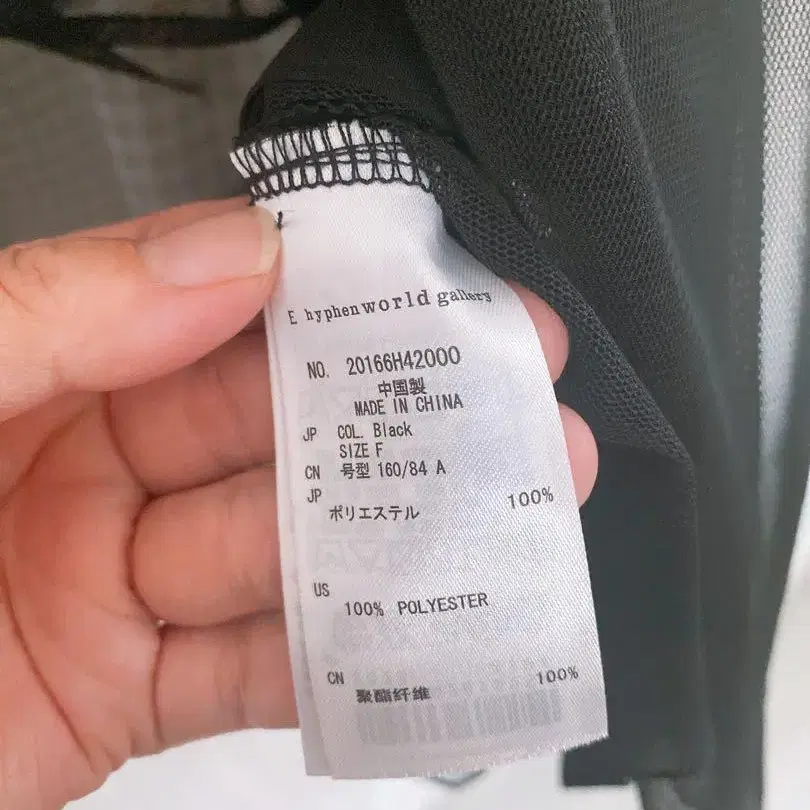 E hyphen world gallery
NO. 20166H42000
中国製
MADE IN CHINA
JP COL. Black
SIZE F
CN 号型 160/84 A
JP
ポリエステル 100%
US
100% POLYESTER
CN
聚酯纤维 100%